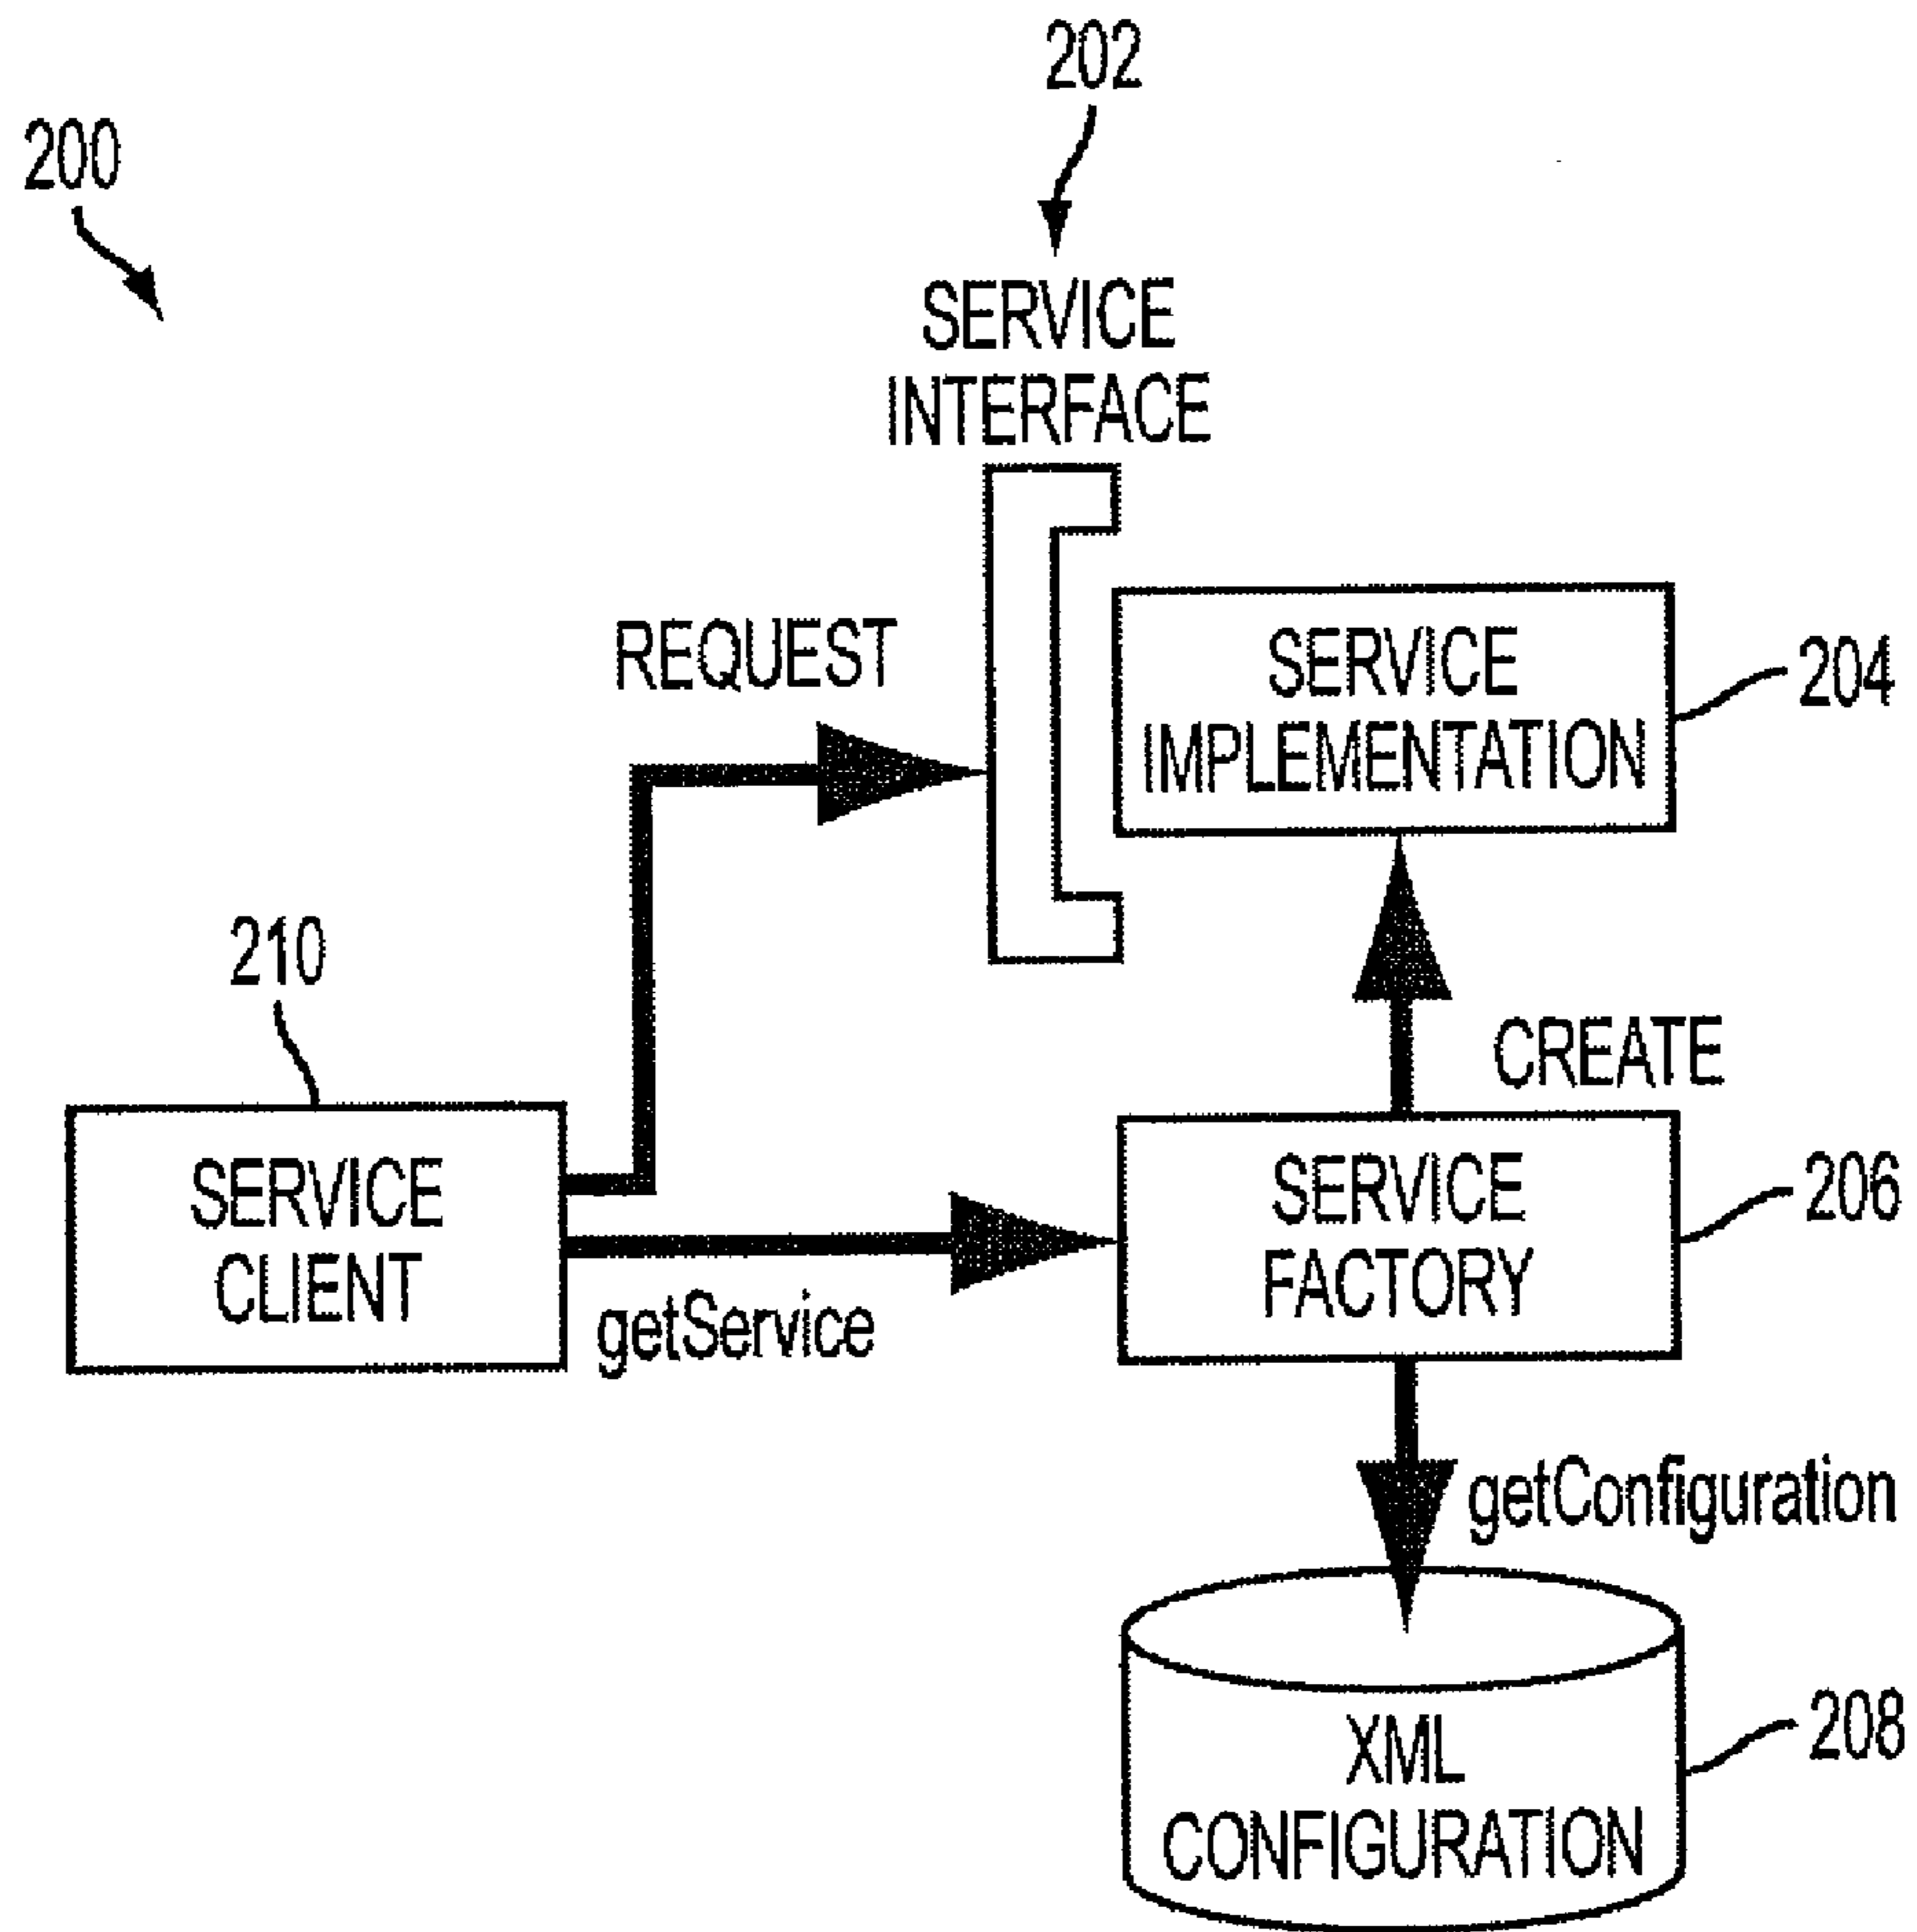 202
200
SERVICE
INTERFACE
REQUEST
SERVICE
IMPLEMENTATION
204
210
CREATE
SERVICE
CLIENT
getService
SERVICE
FACTORY
206
getConfiguration
XML
CONFIGURATION
208